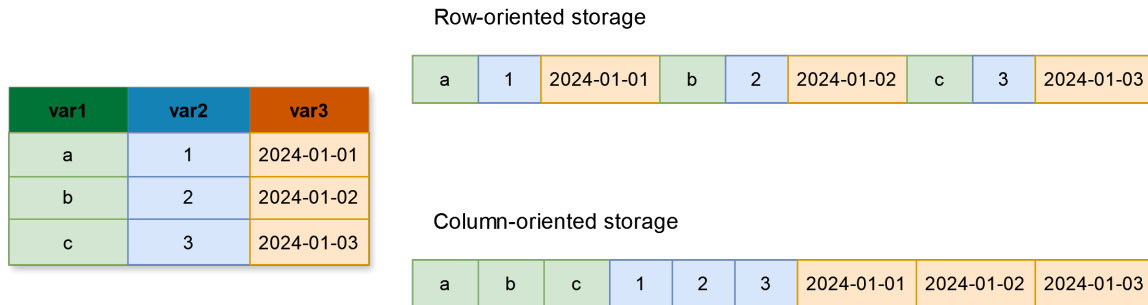 Row-oriented storage
a 1 2024-01-01 b 2 2024-01-02 c 3 2024-01-03
var1 var2 var3
a 1 2024-01-01
b 2 2024-01-02
c 3 2024-01-03
Column-oriented storage
a b c 1 2 3 2024-01-01 2024-01-02 2024-01-03